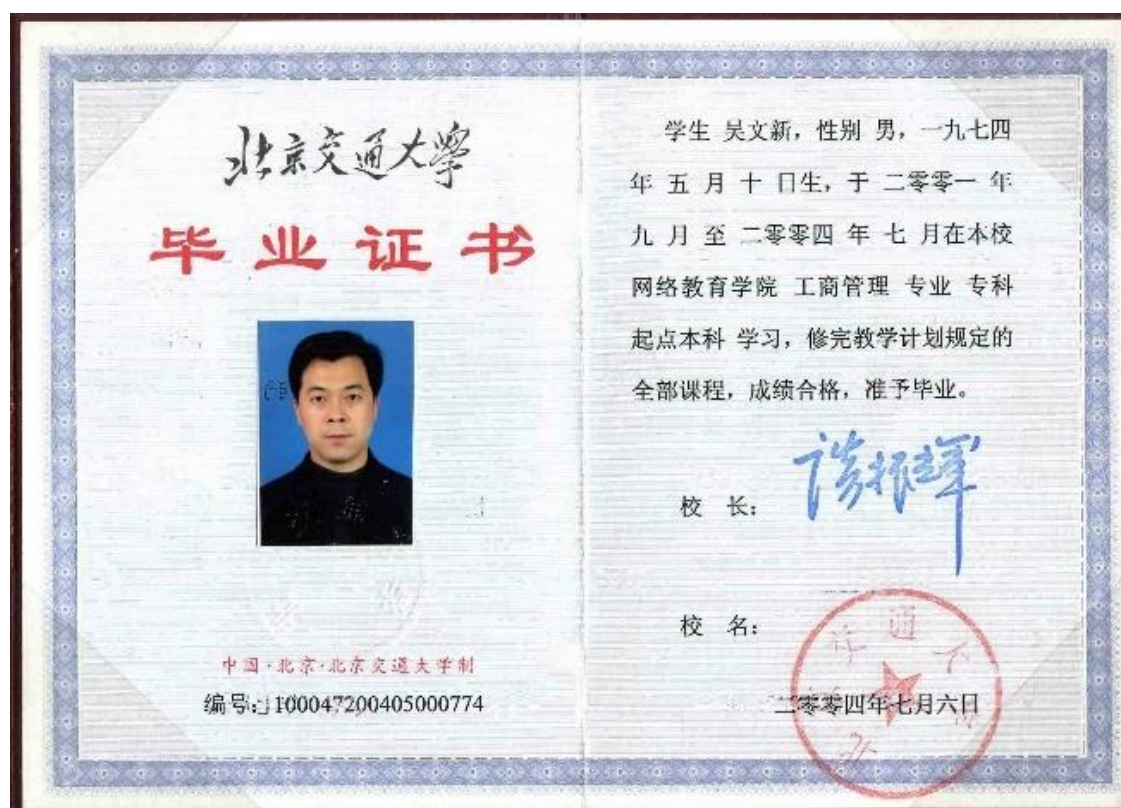 北京交通大學
毕业证书
中国·北京·北京交通大学制
编号:100047200405000774
学生 吴文新，性别 男，一九七四
年 五 月 十 日生，于 二零零一 年
九 月 至 二零零四 年 七 月在本校
网络教育学院 工商管理 专业 专科
起点本科 学习，修完教学计划规定的
全部课程，成绩合格，准予毕业。
校 长：
谈振辉
校 名：
二零零四年七月六日